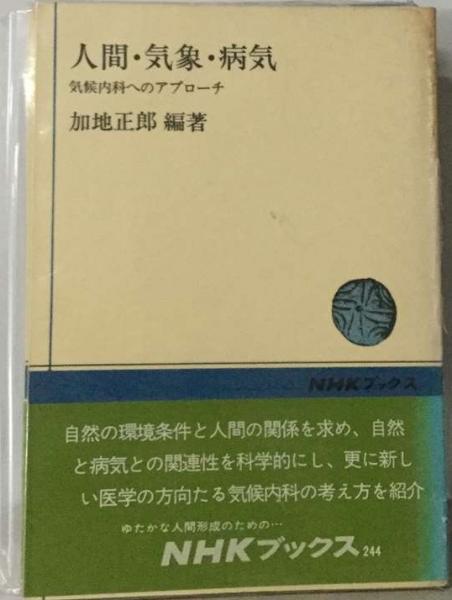 人間・気象・病気
気候内科へのアプローチ
加地正郎 編著
NHKブックス
自然の環境条件と人間の関係を求め、自然
と病気との関連性を科学的にし、更に新し
い医学の方向たる気候内科の考え方を紹介
ゆたかな人間形成のための…
NHKブックス 244